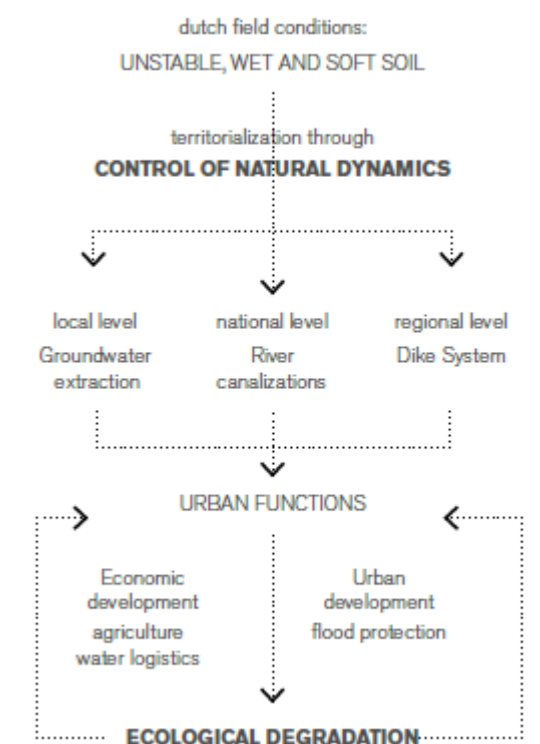 dutch field conditions:
UNSTABLE, WET AND SOFT SOIL
territorialization through
CONTROL OF NATURAL DYNAMICS
local level
Groundwater
extraction
national level
River
canalizations
regional level
Dike System
URBAN FUNCTIONS
Economic
development
agriculture
water logistics
Urban
development
flood protection
ECOLOGICAL DEGRADATION